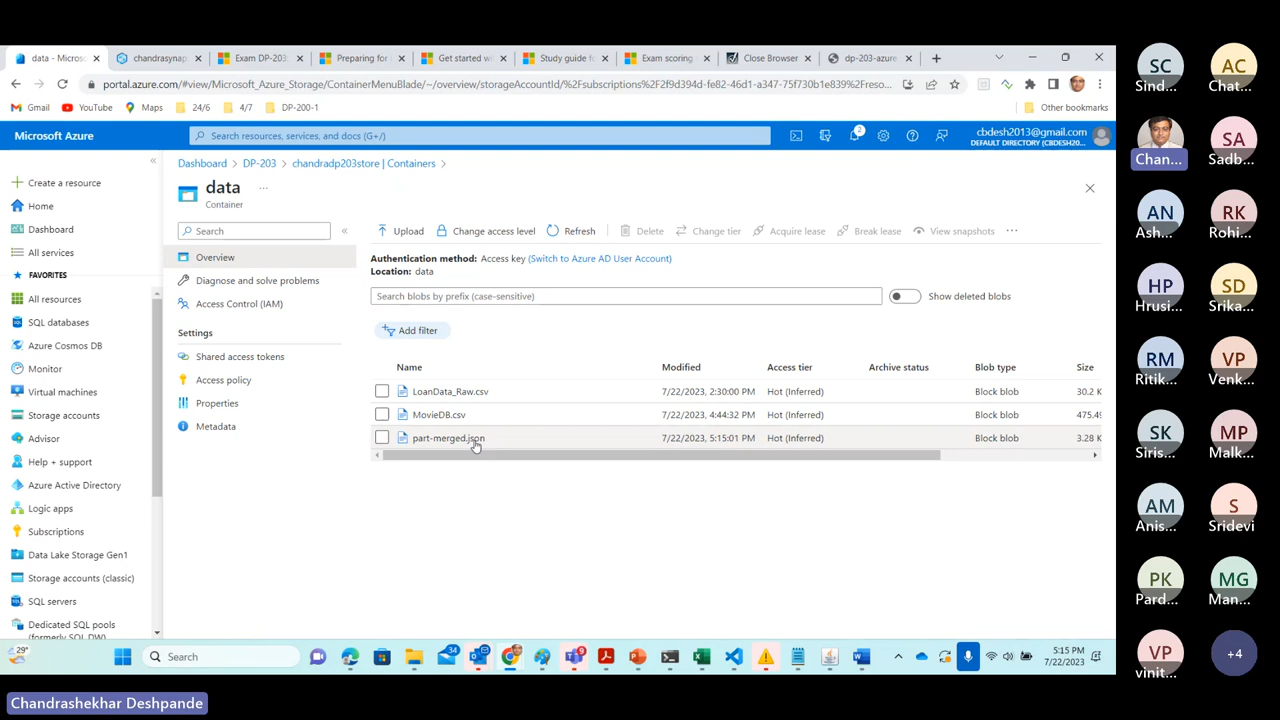 data - Micros
chandrasynap
Exam DP-203:
Preparing for
Get started wi
Study guide fo
Exam scoring
Close Browser
dp-203-azure
portal.azure.com/#view/Microsoft_Azure_Storage/ContainerMenuBlade/~/overview/storageAccountId/%2Fsubscriptions%2F2f9d394d-fe82-46d1-a347-75f730b1e839%2Freso...
Gmail
YouTube
Maps
24/6
4/7
DP-200-1
Other bookmarks
Microsoft Azure
Search resources, services, and docs (G+/)
2
cbdesh2013@gmail.com
DEFAULT DIRECTORY (CBDESH20...
Create a resource
Home
Dashboard
All services
FAVORITES
All resources
SQL databases
Azure Cosmos DB
Monitor
Virtual machines
Storage accounts
Advisor
Help + support
Azure Active Directory
Logic apps
Subscriptions
Data Lake Storage Gen1
Storage accounts (classic)
SQL servers
Dedicated SQL pools
(formerly SQL DW)
Dashboard > DP-203 > chandradp203store | Containers >
data
...
Container
Search
Overview
Diagnose and solve problems
Access Control (IAM)
Settings
Shared access tokens
Access policy
Properties
Metadata
Upload
Change access level
Refresh
Delete
Change tier
Acquire lease
Break lease
View snapshots
...
Authentication method: Access key (Switch to Azure AD User Account)
Location: data
Search blobs by prefix (case-sensitive)
Show deleted blobs
Add filter
Name Modified Access tier Archive status Blob type Size
LoanData_Raw.csv 7/22/2023, 2:30:00 PM Hot (Inferred) Block blob 30.2 K
MovieDB.csv 7/22/2023, 4:44:32 PM Hot (Inferred) Block blob 475.49
part-merged.json 7/22/2023, 5:15:01 PM Hot (Inferred) Block blob 3.28 K
29°
Search
34
9
5:15 PM
7/22/2023
SC
Sind...
AC
Chat...
Chan...
SA
Sadb...
AN
Ash...
RK
Rohi...
HP
Hrusi...
SD
Srika...
RM
Ritik...
VP
Venk...
SK
Siris...
MP
Malk...
AM
Anis...
S
Sridevi
PK
Pard...
MG
Man...
VP
vinit...
+4
Chandrashekhar Deshpande